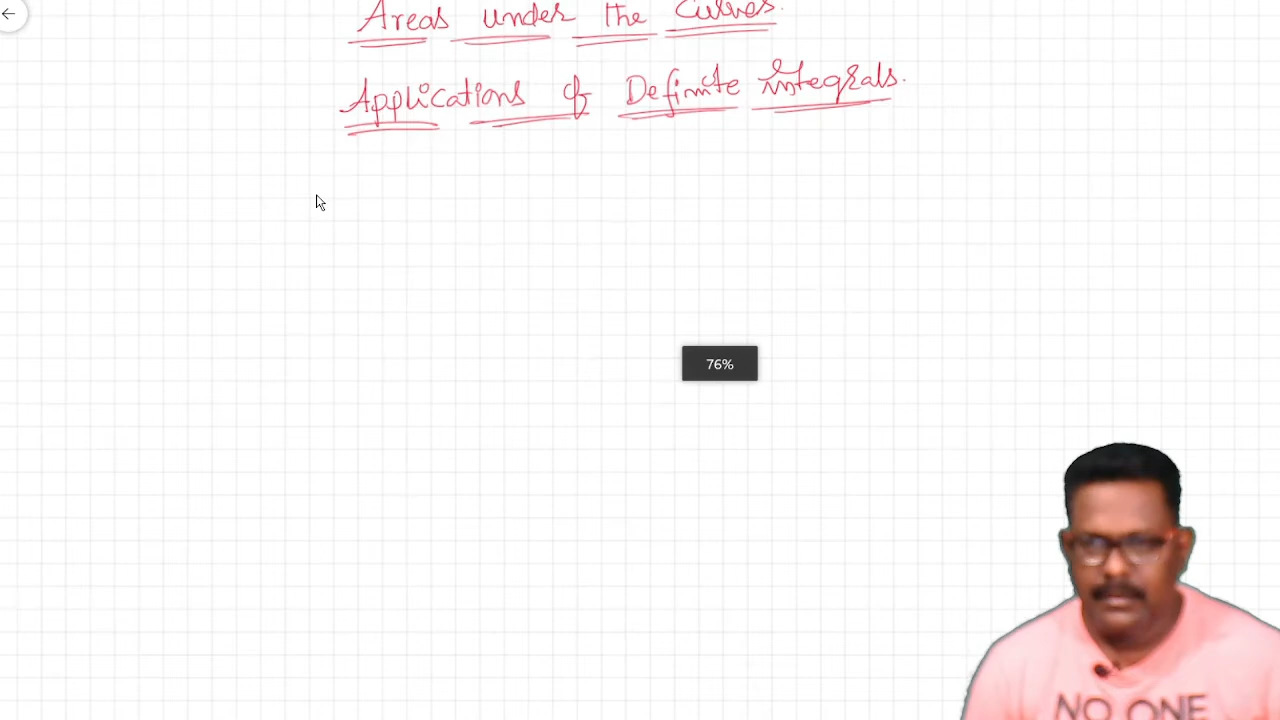 Areas under the Curves.
Applications of Definite Integrals.
76%
NO ONE